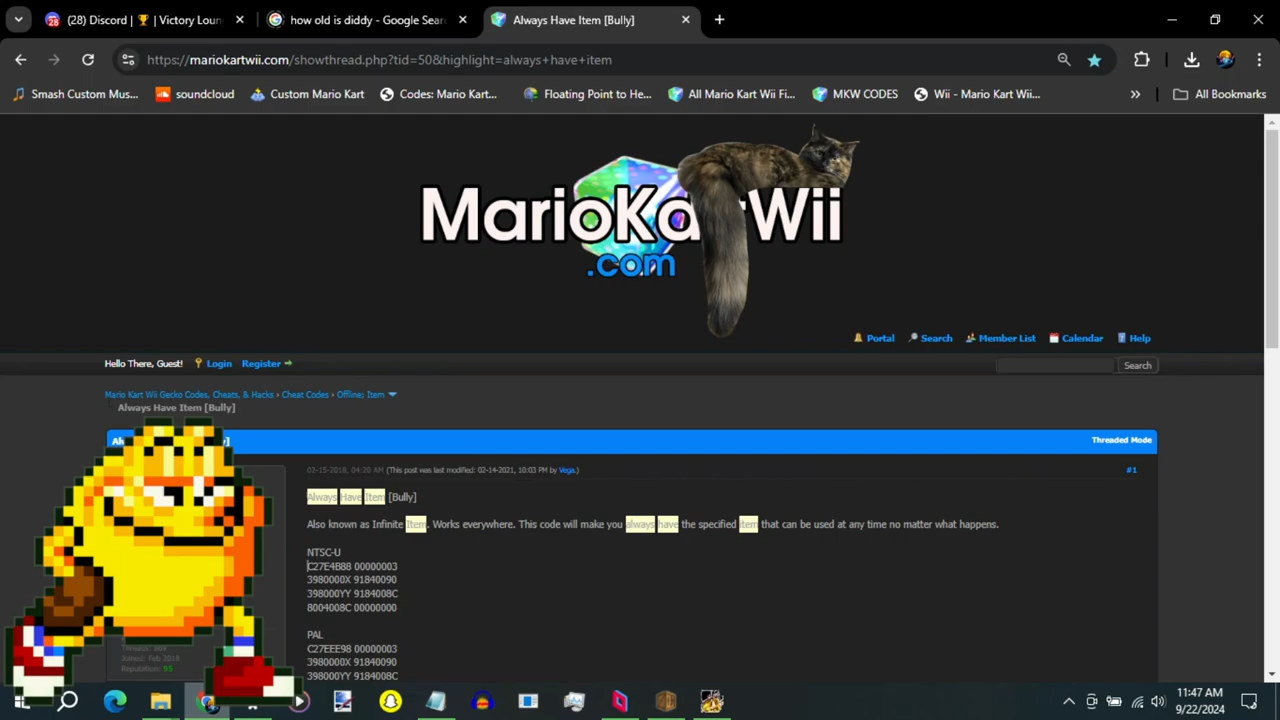 (28) Discord | 🏆 | Victory Loun
how old is diddy - Google Sear
Always Have Item [Bully]
https://mariokartwii.com/showthread.php?tid=50&highlight=always+have+item
Smash Custom Mus...
soundcloud
Custom Mario Kart
Codes: Mario Kart...
Floating Point to He...
All Mario Kart Wii Fi...
MKW CODES
Wii - Mario Kart Wii...
All Bookmarks
MarioKartWii
.com
Portal
Search
Member List
Calendar
Help
Hello There, Guest! Login Register
Search
Mario Kart Wii Gecko Codes, Cheats, & Hacks › Cheat Codes › Offline; Item
Always Have Item [Bully]
Threaded Mode
02-15-2018, 04:20 AM (This post was last modified: 02-14-2021, 10:03 PM by Vega.)
#1
Always Have Item [Bully]
Also known as Infinite Item. Works everywhere. This code will make you always have the specified item that can be used at any time no matter what happens.
NTSC-U
C27E4B88 00000003
3980000X 91840090
398000YY 9184008C
8004008C 00000000
PAL
C27EEE98 00000003
3980000X 91840090
398000YY 9184008C
Joined: Feb 2018
Reputation: 95
11:47 AM
9/22/2024